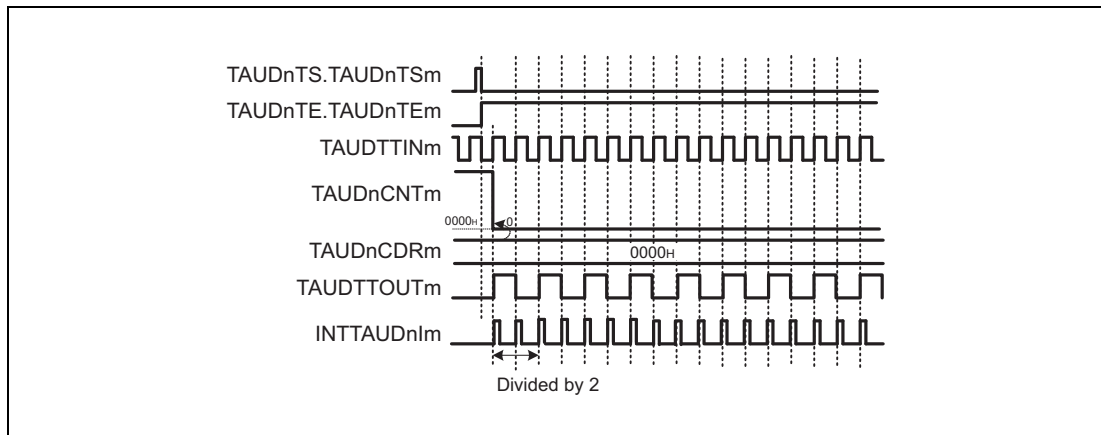 TAUDnTS.TAUDnTSm
TAUDnTE.TAUDnTEm
TAUDTTINm
TAUDnCNTm
0000H
0
TAUDnCDRm
0000H
TAUDTTOUTm
INTTAUDnIm
Divided by 2